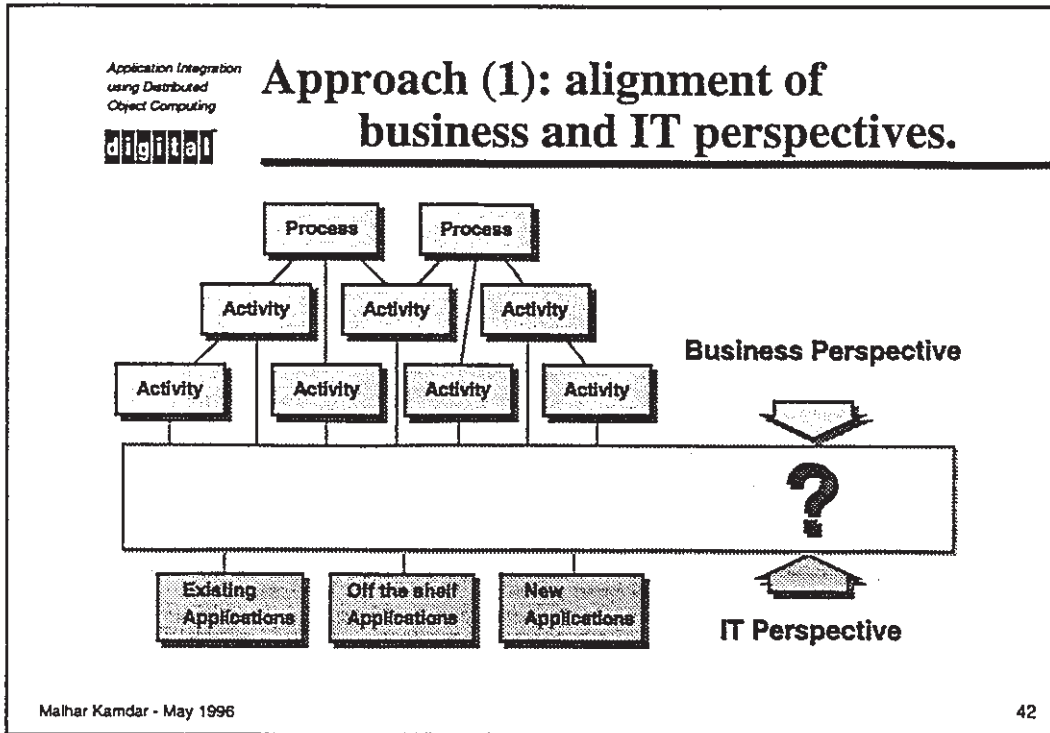 Application Integration
using Distributed
Object Computing
digital
Approach (1): alignment of
business and IT perspectives.
Process
Process
Activity
Activity
Activity
Business Perspective
Activity
Activity
Activity
Activity
?
Existing
Applications
Off the shelf
Applications
New
Applications
IT Perspective
Malhar Kamdar - May 1996
42